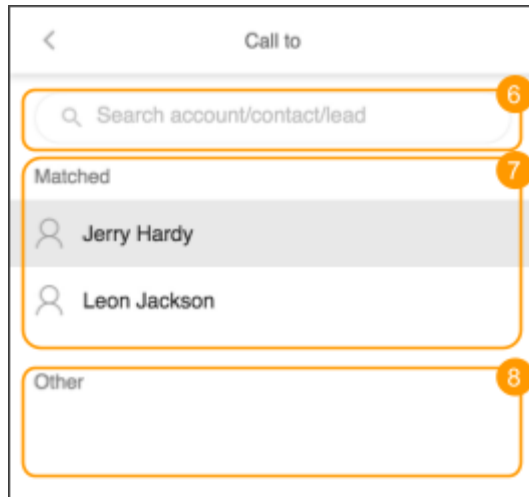 Call to
6
Search account/contact/lead
7
Matched
Jerry Hardy
Leon Jackson
8
Other